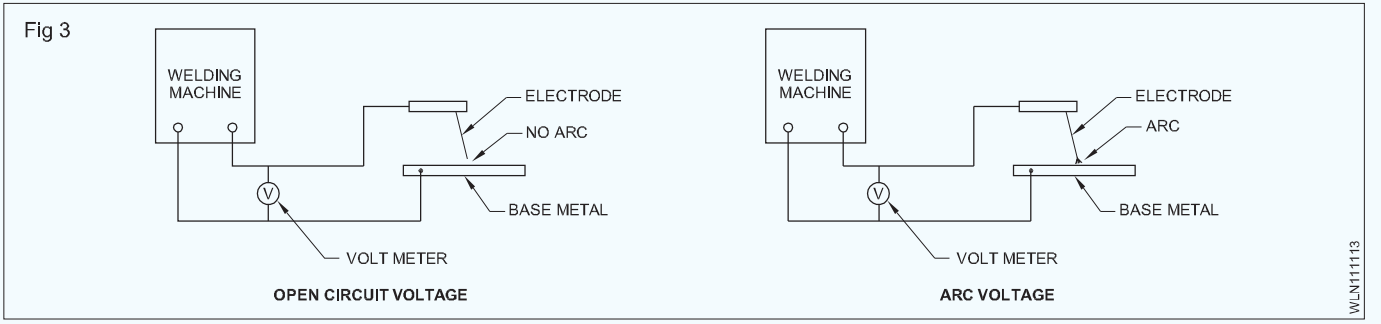 Fig 3
WELDING
MACHINE
ELECTRODE
NO ARC
V
BASE METAL
VOLT METER
OPEN CIRCUIT VOLTAGE
WELDING
MACHINE
ELECTRODE
ARC
V
BASE METAL
VOLT METER
ARC VOLTAGE
WLN111113